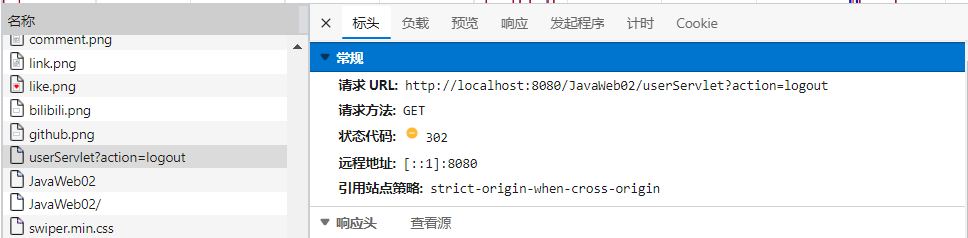 名称
comment.png
link.png
like.png
bilibili.png
github.png
userServlet?action=logout
JavaWeb02
JavaWeb02/
swiper.min.css
标头 负载 预览 响应 发起程序 计时 Cookie
常规
请求 URL: http://localhost:8080/JavaWeb02/userServlet?action=logout
请求方法: GET
状态代码: 302
远程地址: [::1]:8080
引用站点策略: strict-origin-when-cross-origin
响应头 查看源